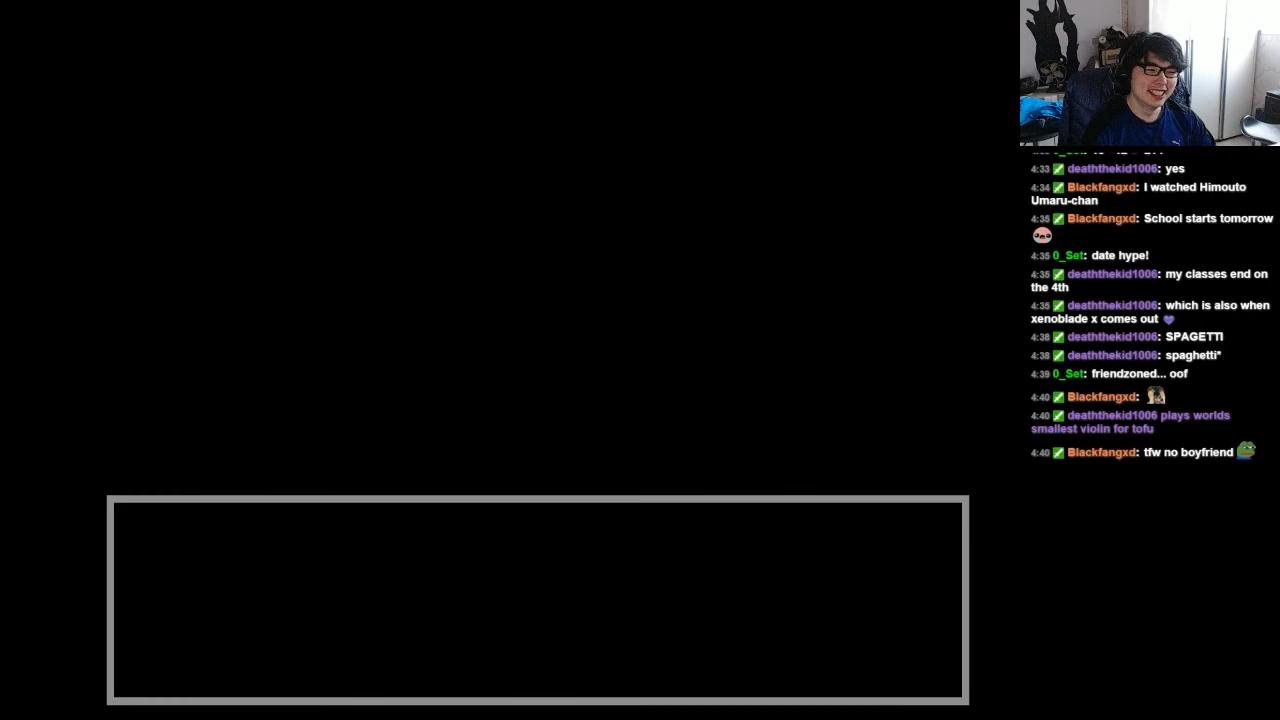 4:33 deaththekid1006: yes
4:34 Blackfangxd: I watched Himouto
Umaru-chan
4:35 Blackfangxd: School starts tomorrow
4:35 0_Set: date hype!
4:35 deaththekid1006: my classes end on
the 4th
4:35 deaththekid1006: which is also when
xenoblade x comes out
4:38 deaththekid1006: SPAGETTI
4:38 deaththekid1006: spaghetti*
4:39 0_Set: friendzoned... oof
4:40 Blackfangxd:
4:40 deaththekid1006 plays worlds
smallest violin for tofu
4:40 Blackfangxd: tfw no boyfriend